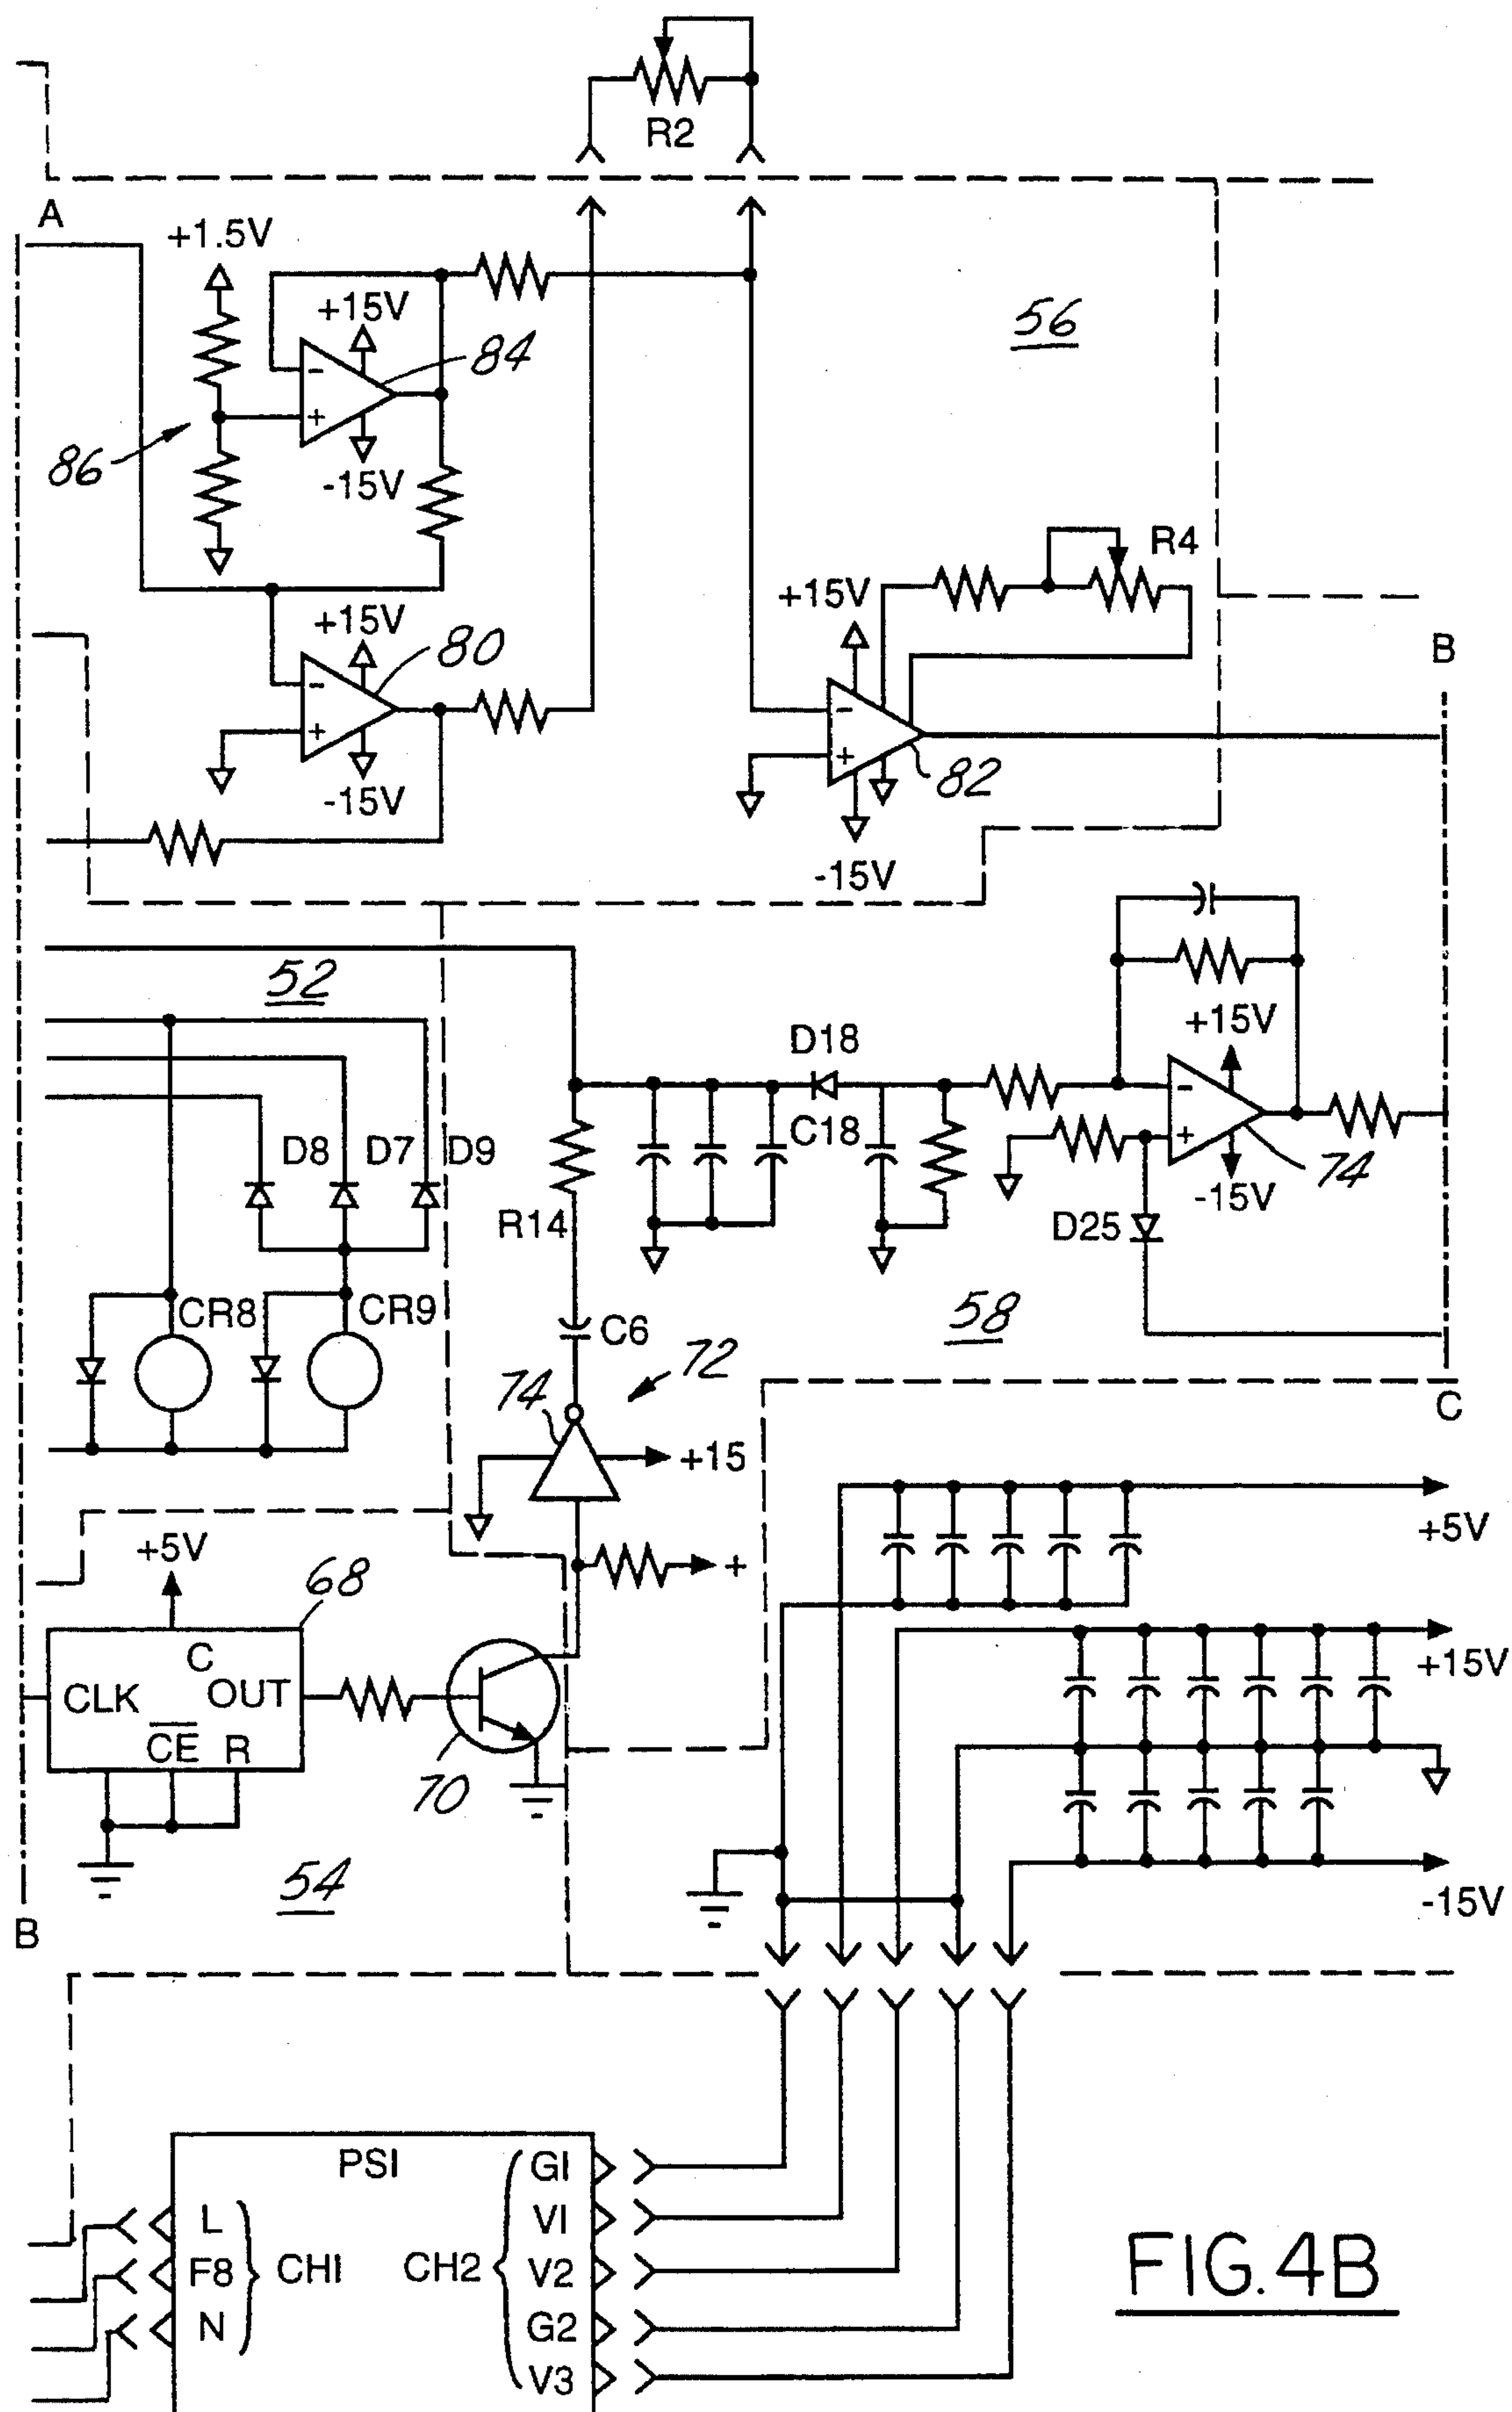 R2
A
+1.5V
+15V
84
56
86
-15V
R4
+15V
+15V
80
B
-15V
82
-15V
52
+15V
D18
D8 D7 D9
C18
74
-15V
R14
D25
CR8
CR9
C6
58
72
74
C
+15
+5V
+5V
+
68
C
CLK
OUT
+15V
CE R
70
54
-15V
B
PSI
GI
L
VI
F8
CHI
CH2
V2
N
G2
V3
FIG.4B